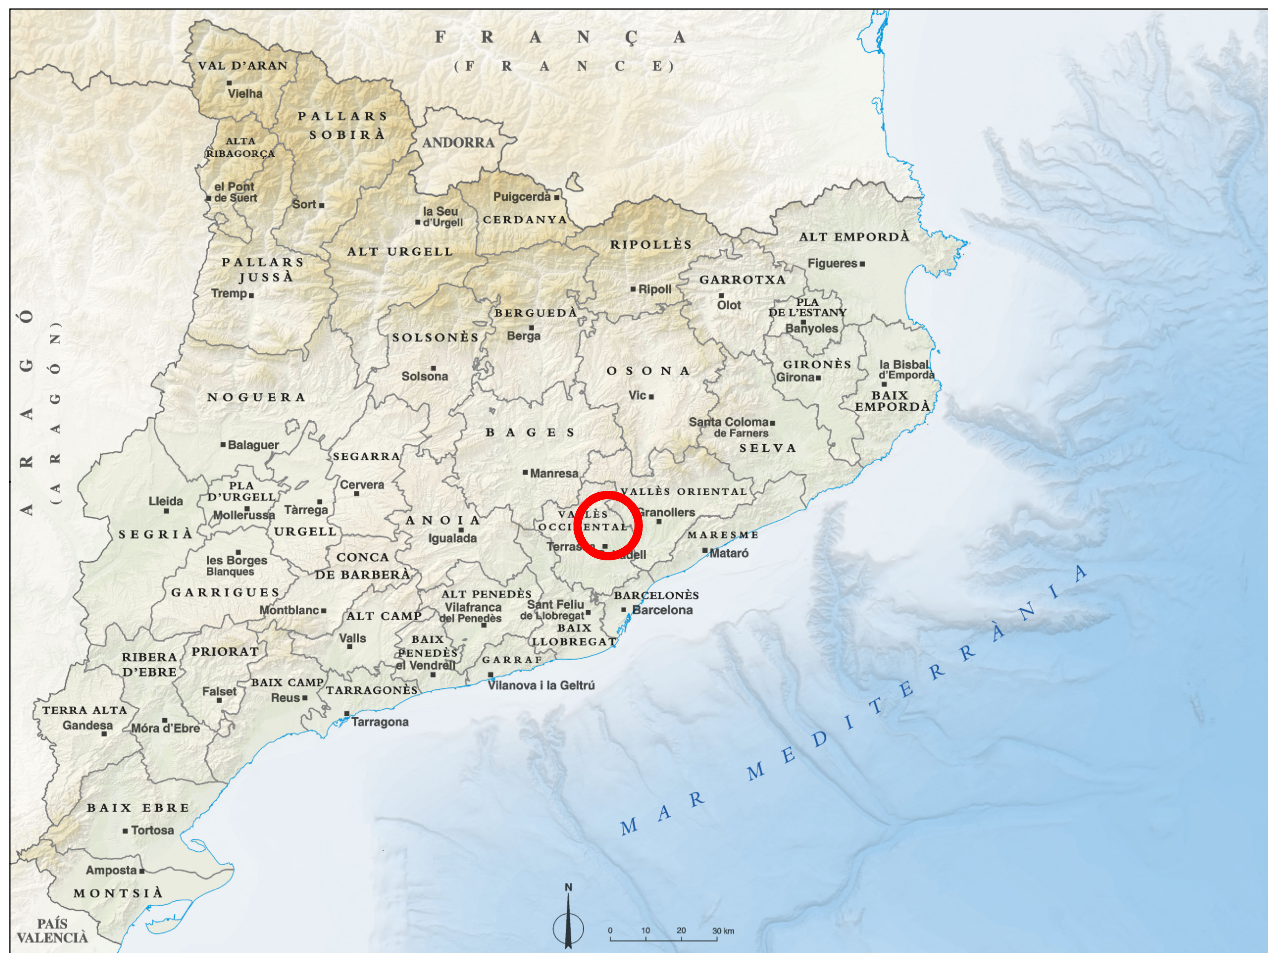 F R A N Ç A
( F R A N C E )
VAL D'ARAN
Vielha
PALLARS
SOBIRÀ
ANDORRA
ALTA
RIBAGORÇA
el Pont
de Suert
Sort
la Seu
d'Urgell
Puigcerdà
CERDANYA
ALT URGELL
RIPOLLÈS
ALT EMPORDÀ
Figueres
PALLARS
JUSSÀ
Tremp
Ripoll
GARROTXA
Olot
PLA
DE L'ESTANY
Banyoles
BERGUEDÀ
Berga
SOLSONÈS
Solsona
OSONA
Vic
GIRONÈS
Girona
la Bisbal
d'Empordà
BAIX
EMPORDÀ
A R A G Ó
( A R A G Ó N )
NOGUERA
Balaguer
BAGES
Manresa
Santa Coloma
de Farners
SELVA
SEGARRA
Cervera
PLA
D'URGELL
Mollerussa
Tàrrega
URGELL
Lleida
SEGRIÀ
ANOIA
Igualada
VALLÈS ORIENTAL
Granollers
VALLÈS
OCCIDENTAL
Terrassa
MARESME
Mataró
les Borges
Blanques
GARRIGUES
CONCA
DE BARBERÀ
Montblanc
ALT CAMP
Valls
ALT PENEDÈS
Vilafranca
del Penedès
Sant Feliu
de Llobregat
BAIX
LLOBREGAT
BARCELONÈS
Barcelona
BAIX
PENEDÈS
el Vendrell
GARRAF
Vilanova i la Geltrú
RIBERA
D'EBRE
PRIORAT
Falset
BAIX CAMP
Reus
TARRAGONÈS
Tarragona
TERRA ALTA
Gandesa
Móra d'Ebre
BAIX EBRE
Tortosa
Amposta
MONTSIÀ
PAÍS
VALENCIÀ
MAR MEDITERRÀNIA
N
0 10 20 30 km